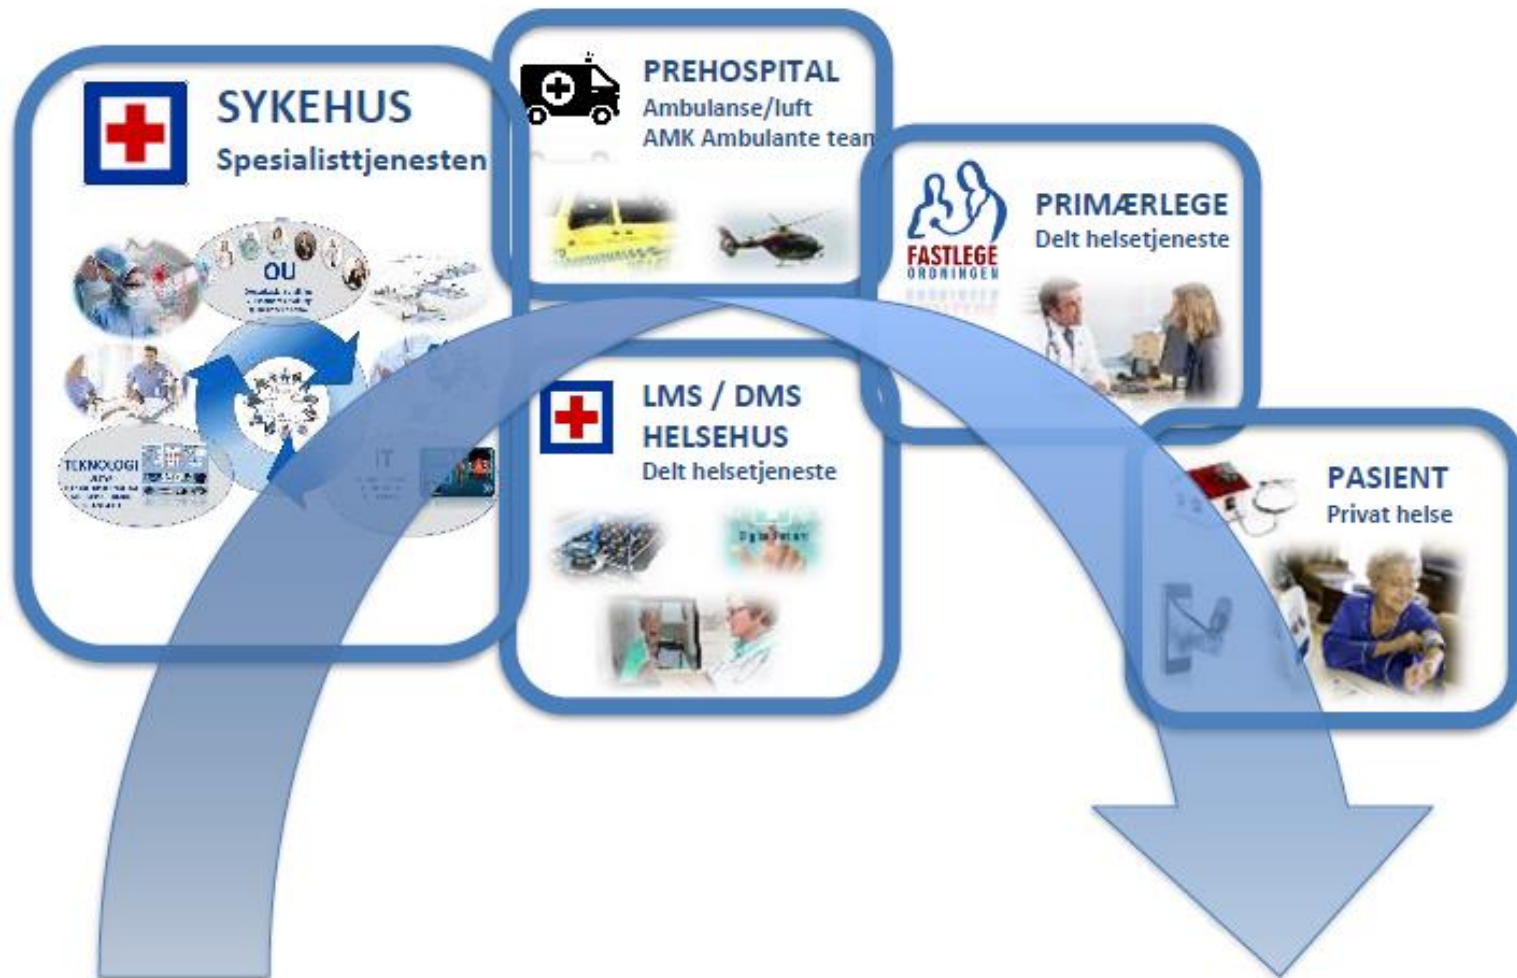 SYKEHUS
Spesialisttjenesten
OU
TEKNOLOGI
IT
PREHOSPITAL
Ambulanse/luft
AMK Ambulante team
LMS / DMS
HELSEHUS
Delt helsetjeneste
FASTLEGE
ORDNINGEN
PRIMÆRLEGE
Delt helsetjeneste
PASIENT
Privat helse